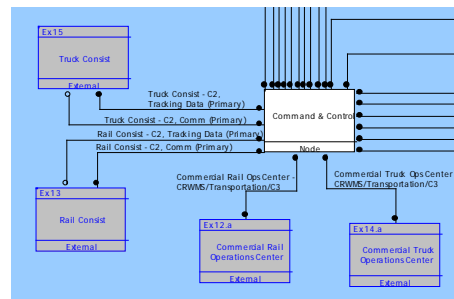 Ex15
Truck Consist
External
Truck Consist - C2,
Tracking Data (Primary)
Truck Consist - C2, Comm (Primary)
Rail Consist - C2, Tracking Data (Primary)
Rail Consist - C2, Comm (Primary)
Command & Control
Node
Ex13
Rail Consist
External
Commercial Rail Ops Center -
CRWMS/Transportation/C3
Commercial Truck Ops Center
CRWMS/Transportation/C3
Ex12.a
Commercial Rail
Operations Center
External
Ex14.a
Commercial Truck
Operations Center
External